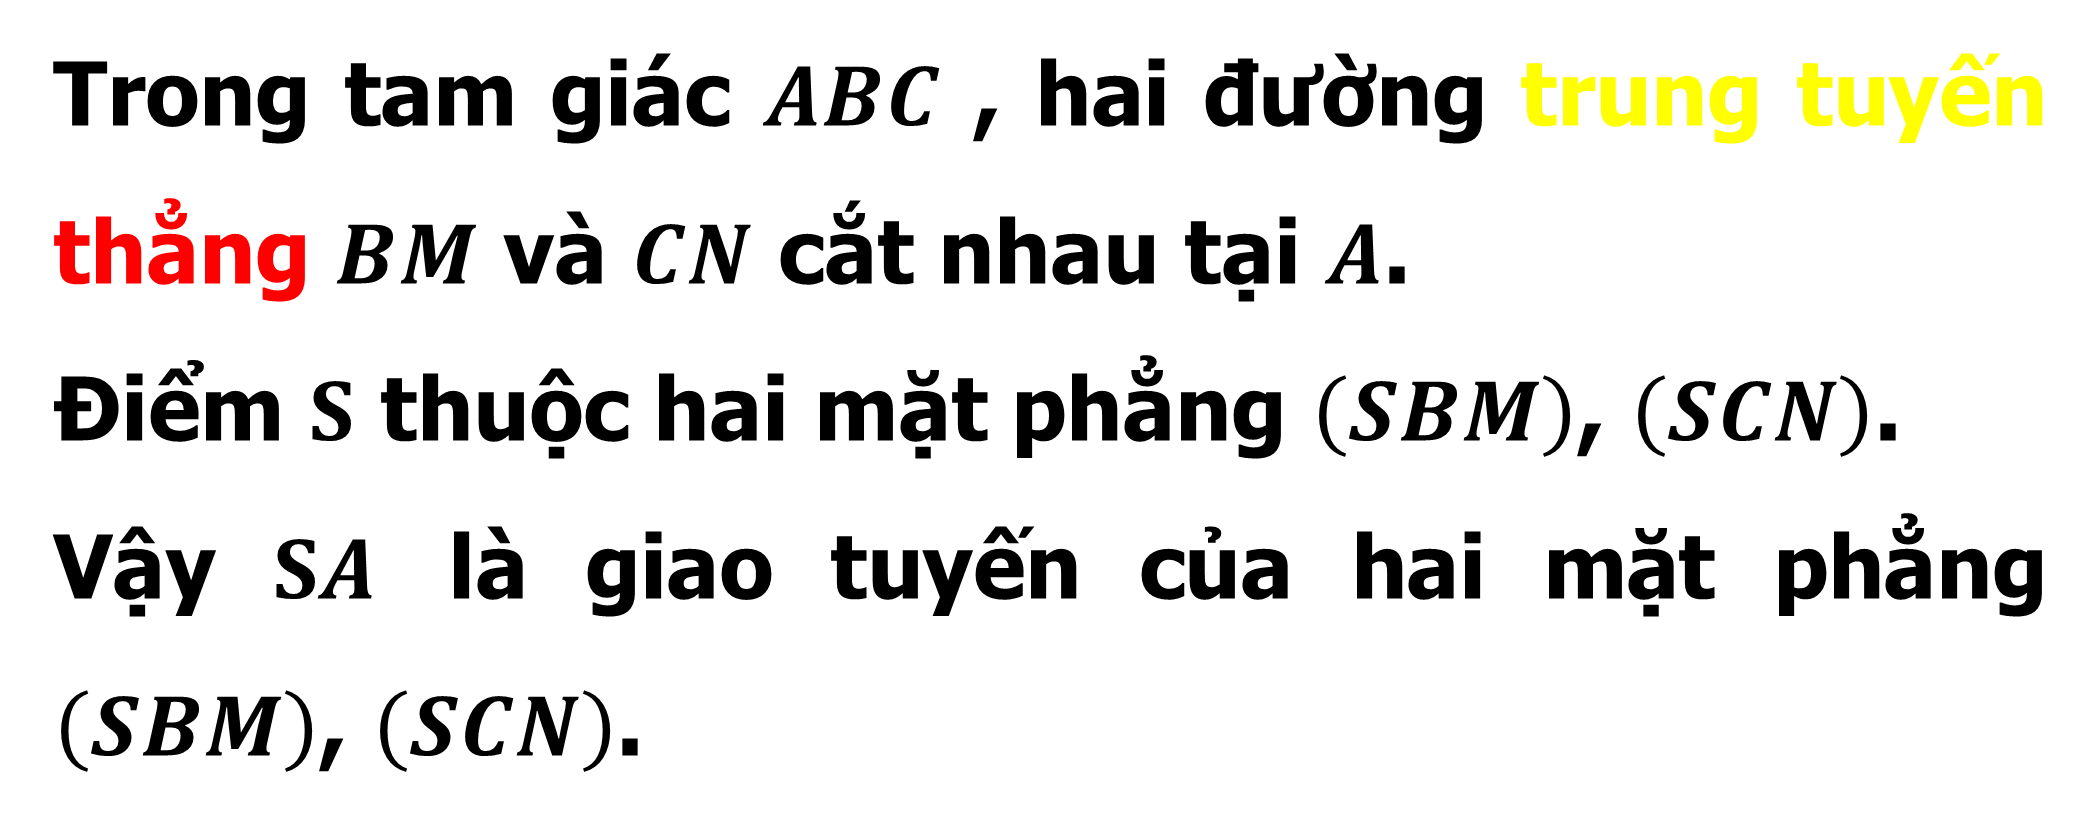 Trong tam giác ABC , hai đường trung tuyến
thẳng BM và CN cắt nhau tại A.
Điểm S thuộc hai mặt phẳng (SBM), (SCN).
Vậy SA là giao tuyến của hai mặt phẳng
(SBM), (SCN).